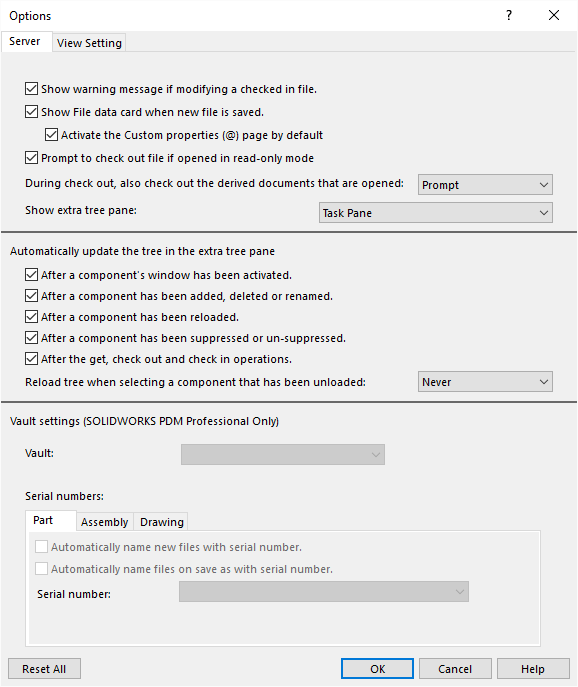 Options
?
Server
View Setting
Show warning message if modifying a checked in file.
Show File data card when new file is saved.
Activate the Custom properties (@) page by default
Prompt to check out file if opened in read-only mode
During check out, also check out the derived documents that are opened: Prompt
Show extra tree pane: Task Pane
Automatically update the tree in the extra tree pane
After a component's window has been activated.
After a component has been added, deleted or renamed.
After a component has been reloaded.
After a component has been suppressed or un-suppressed.
After the get, check out and check in operations.
Reload tree when selecting a component that has been unloaded: Never
Vault settings (SOLIDWORKS PDM Professional Only)
Vault:
Serial numbers:
Part Assembly Drawing
Automatically name new files with serial number.
Automatically name files on save as with serial number.
Serial number:
Reset All OK Cancel Help